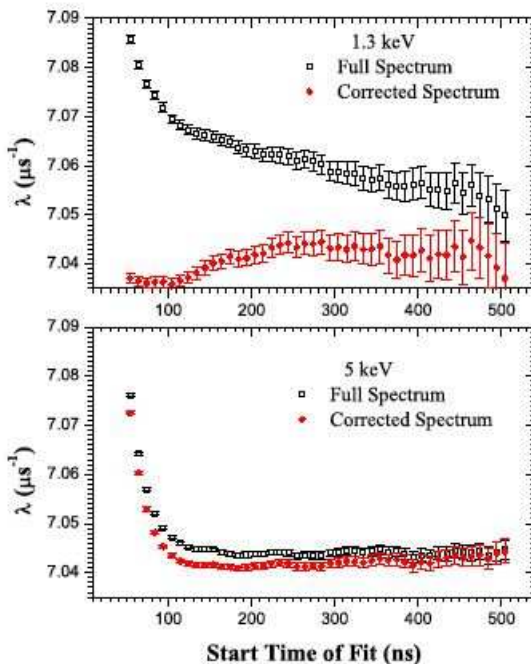 7.09
1.3 keV
Full Spectrum
Corrected Spectrum
7.08
7.07
7.06
7.05
7.04
λ (μs⁻¹)
100 200 300 400 500
7.09
5 keV
Full Spectrum
Corrected Spectrum
7.08
7.07
7.06
7.05
7.04
λ (μs⁻¹)
100 200 300 400 500
Start Time of Fit (ns)